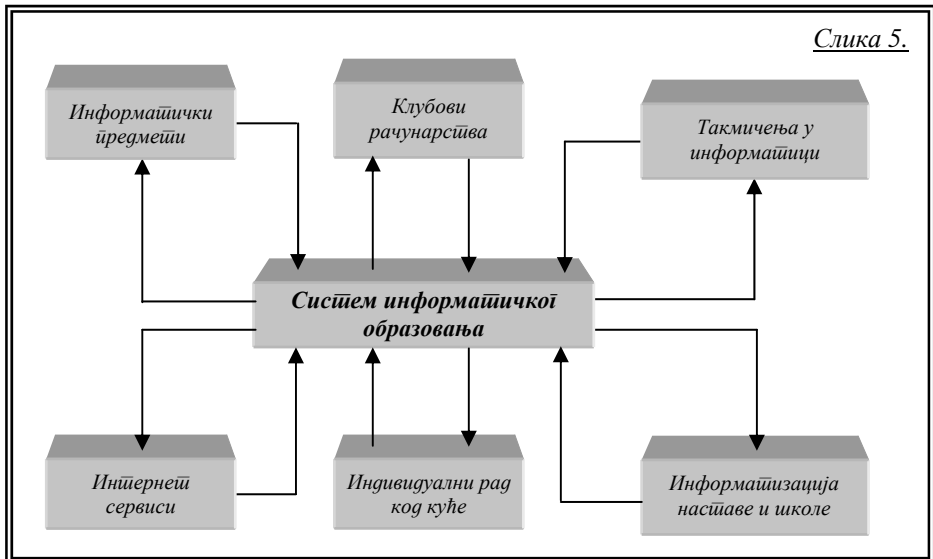 Слика 5.
Информатички
предмети
Клубови
рачунарства
Такмичења у
информатици
Систем информатичког
образовања
Интернет
сервиси
Индивидуални рад
код куће
Информатизација
наставе и школе